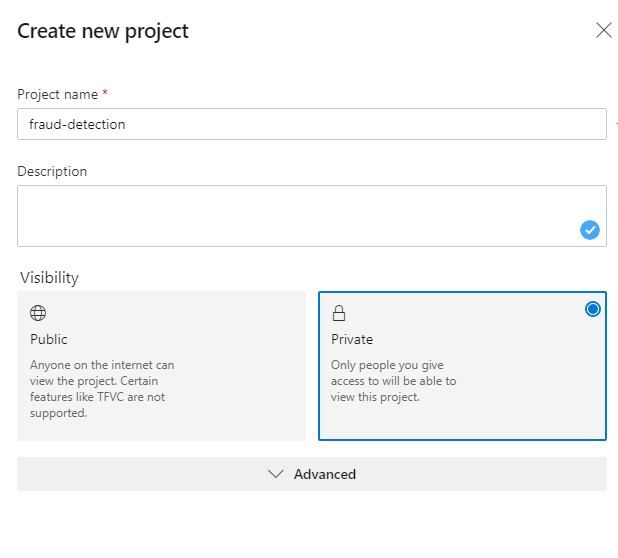 Create new project
Project name *
fraud-detection
Description
Visibility
Public
Anyone on the internet can
view the project. Certain
features like TFVC are not
supported.
Private
Only people you give
access to will be able to
view this project.
Advanced